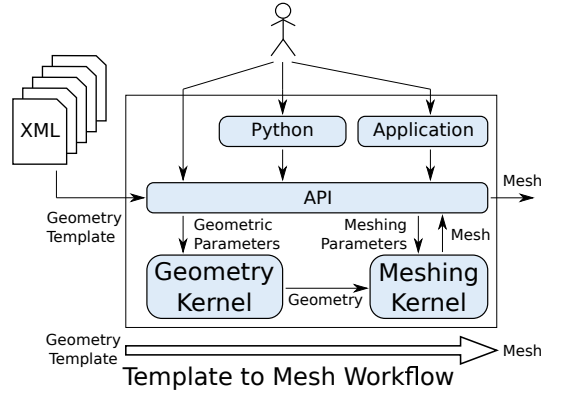 XML
Python
Application
API
Mesh
Geometry
Template
Geometric
Parameters
Meshing
Parameters
Mesh
Geometry
Kernel
Geometry
Meshing
Kernel
Geometry
Template
Mesh
Template to Mesh Workflow